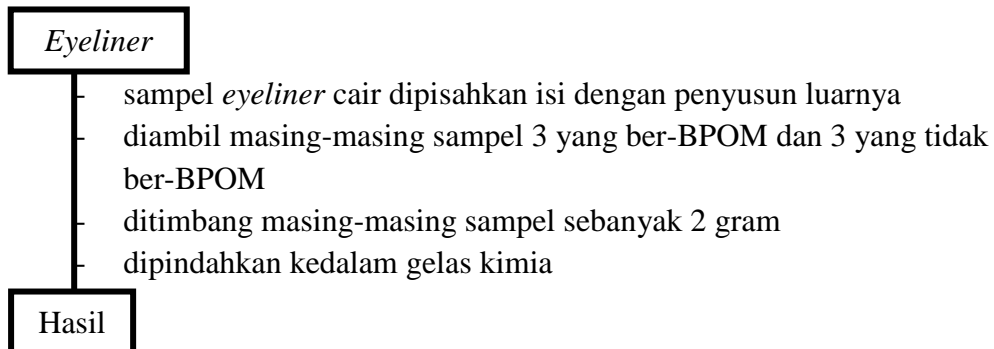 Eyeliner
- sampel eyeliner cair dipisahkan isi dengan penyusun luarnya
- diambil masing-masing sampel 3 yang ber-BPOM dan 3 yang tidak
ber-BPOM
- ditimbang masing-masing sampel sebanyak 2 gram
- dipindahkan kedalam gelas kimia
Hasil